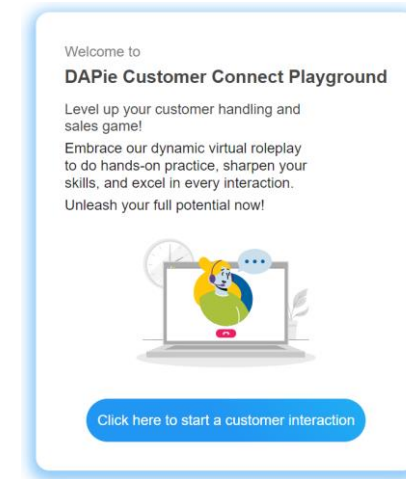 Welcome to
DAPie Customer Connect Playground
Level up your customer handling and
sales game!
Embrace our dynamic virtual roleplay
to do hands-on practice, sharpen your
skills, and excel in every interaction.
Unleash your full potential now!
Click here to start a customer interaction